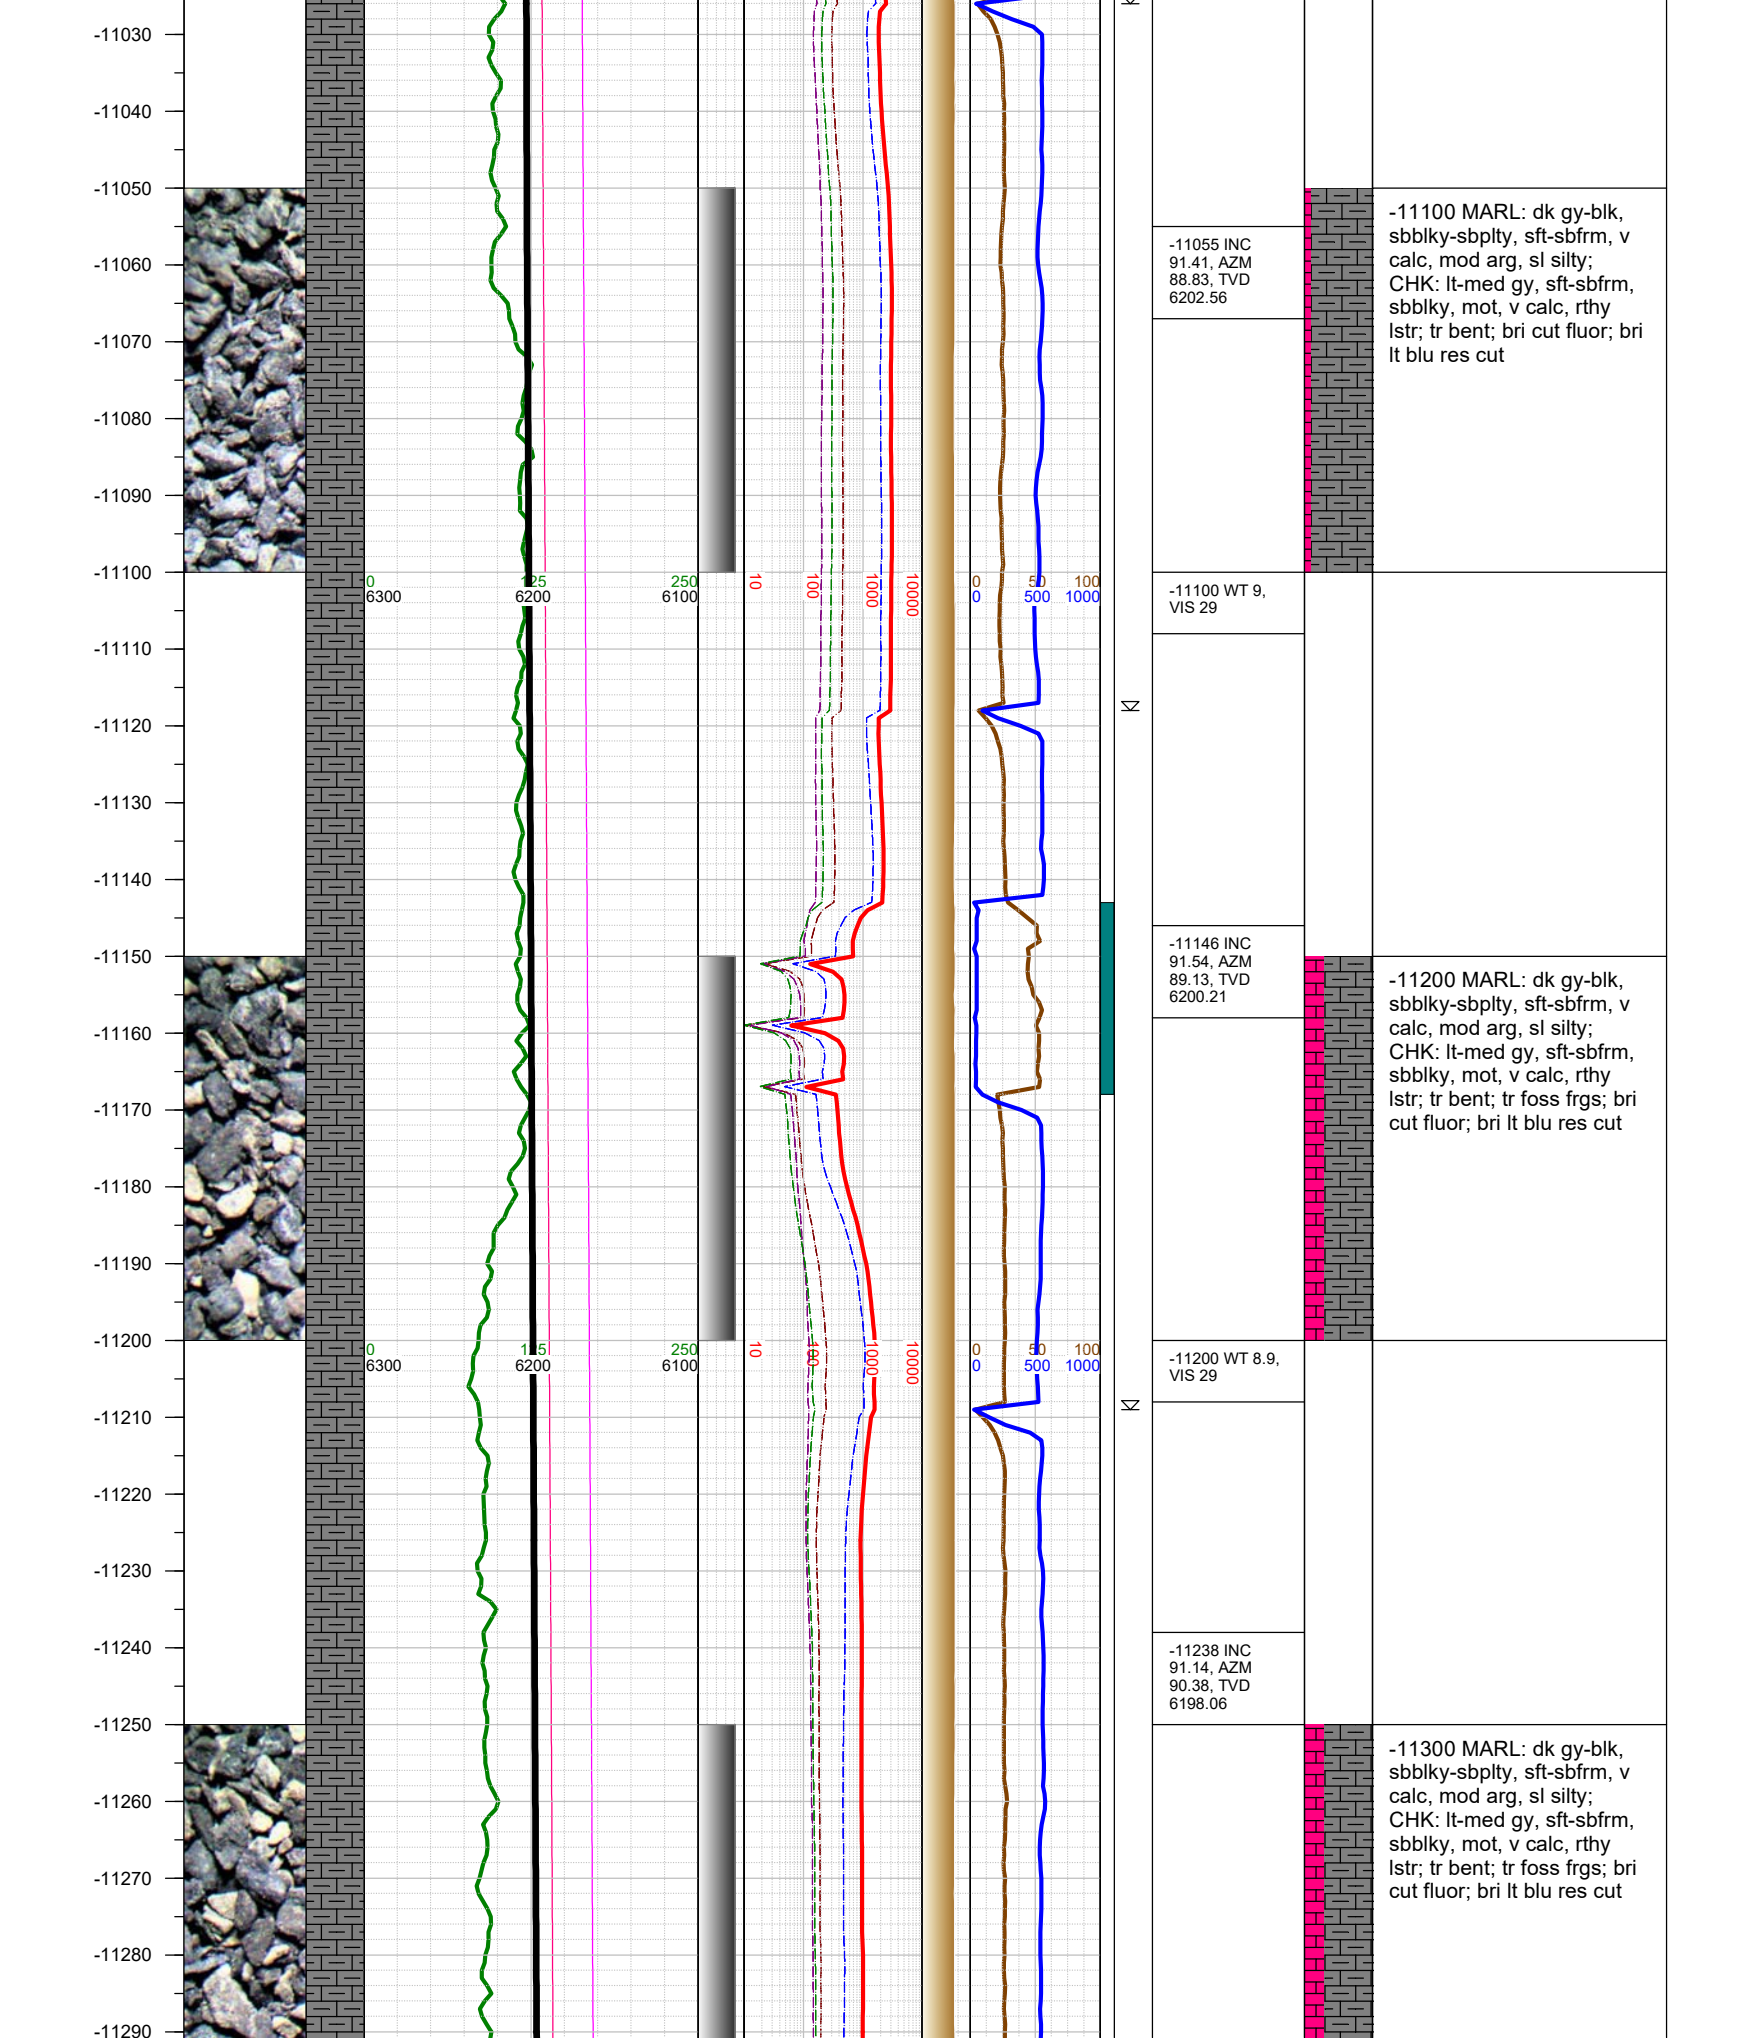 -11030
-11040
-11050
-11100 MARL: dk gy-blk,
sbblky-sbplty, sft-sbfrm, v
calc, mod arg, sl silty;
CHK: lt-med gy, sft-sbfrm,
sbblky, mot, v calc, rthy
lstr; tr bent; bri cut fluor; bri
lt blu res cut
-11055 INC
91.41, AZM
88.83, TVD
6202.56
-11060
-11070
-11080
-11090
-11100
0 125 250
6300 6200 6100
10 100 1000 10000
0 50 100
0 500 1000
-11100 WT 9,
VIS 29
-11110
-11120
-11130
-11140
-11146 INC
91.54, AZM
89.13, TVD
6200.21
-11150
-11200 MARL: dk gy-blk,
sbblky-sbplty, sft-sbfrm, v
calc, mod arg, sl silty;
CHK: lt-med gy, sft-sbfrm,
sbblky, mot, v calc, rthy
lstr; tr bent; tr foss frgs; bri
cut fluor; bri lt blu res cut
-11160
-11170
-11180
-11190
-11200
0 125 250
6300 6200 6100
10 100 1000 10000
0 50 100
0 500 1000
-11200 WT 8.9,
VIS 29
-11210
-11220
-11230
-11240
-11238 INC
91.14, AZM
90.38, TVD
6198.06
-11250
-11300 MARL: dk gy-blk,
sbblky-sbplty, sft-sbfrm, v
calc, mod arg, sl silty;
CHK: lt-med gy, sft-sbfrm,
sbblky, mot, v calc, rthy
lstr; tr bent; tr foss frgs; bri
cut fluor; bri lt blu res cut
-11260
-11270
-11280
-11290